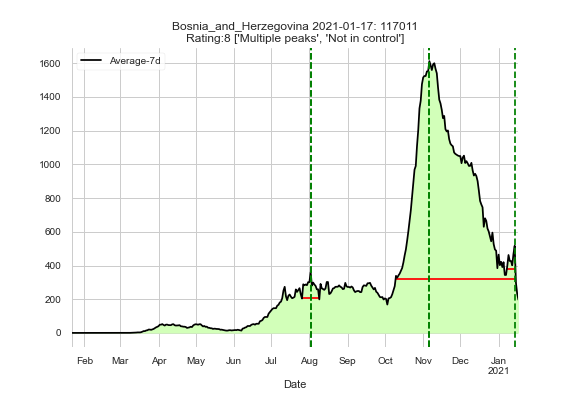 Bosnia_and_Herzegovina 2021-01-17: 117011
Rating:8 ['Multiple peaks', 'Not in control']
Average-7d
1600
1400
1200
1000
800
600
400
200
0
Feb Mar Apr May Jun Jul Aug Sep Oct Nov Dec Jan
2021
Date